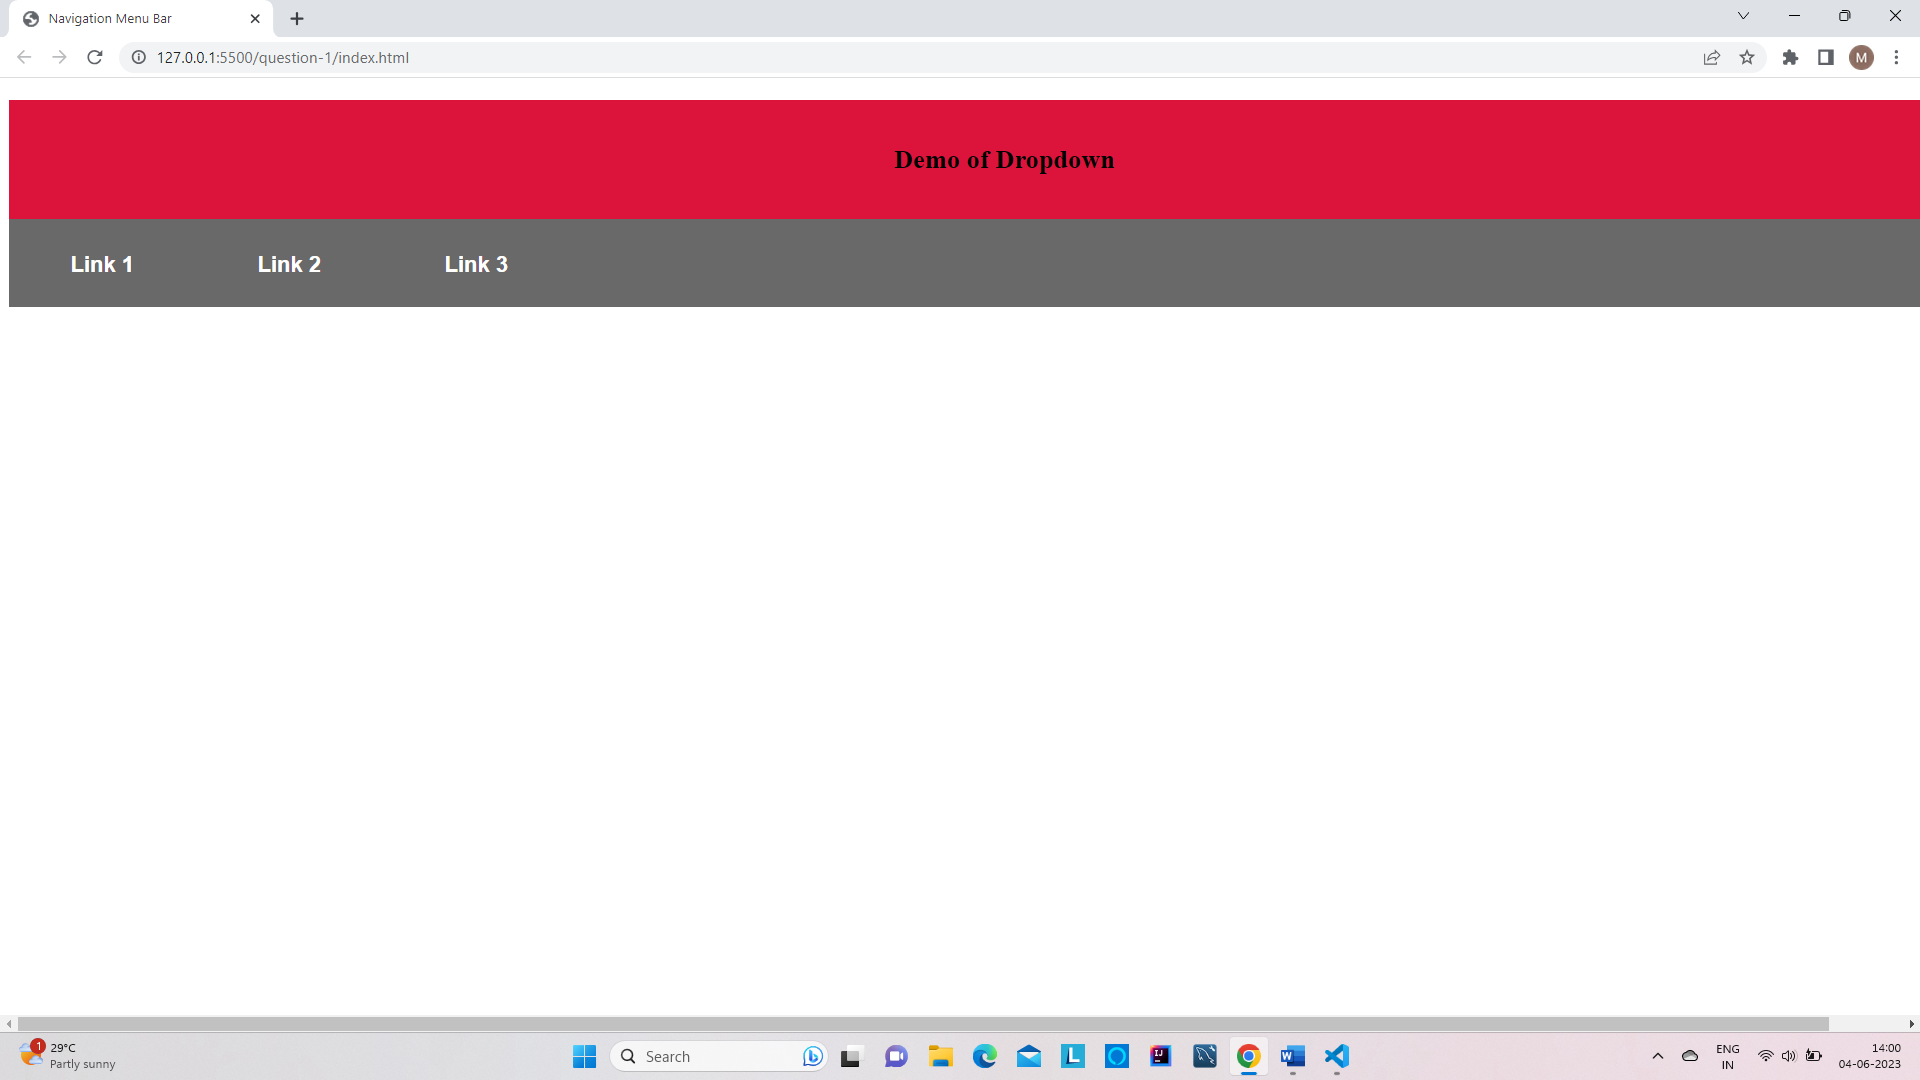 Navigation Menu Bar
127.0.0.1:5500/question-1/index.html
M
Demo of Dropdown
Link 1
Link 2
Link 3
1
29°C
Partly sunny
Search
L
IJ
W
ENG
IN
14:00
04-06-2023